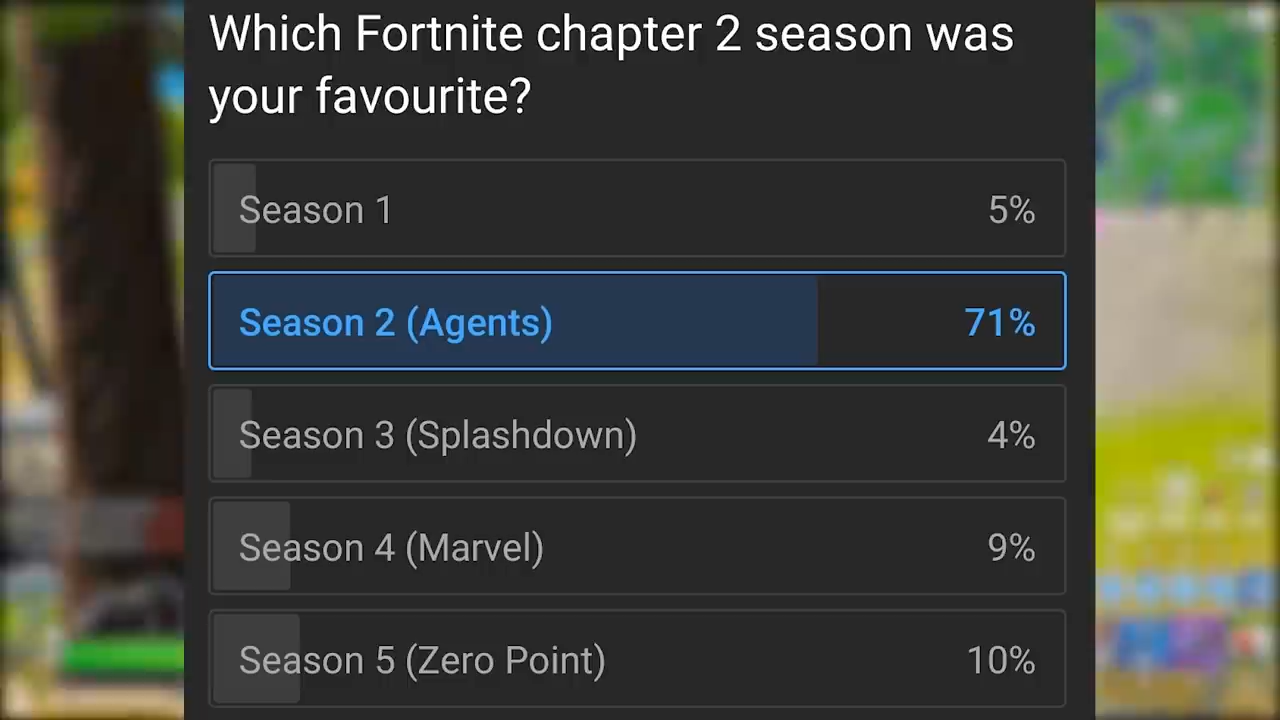 Which Fortnite chapter 2 season was
your favourite?
Season 1 5%
Season 2 (Agents) 71%
Season 3 (Splashdown) 4%
Season 4 (Marvel) 9%
Season 5 (Zero Point) 10%